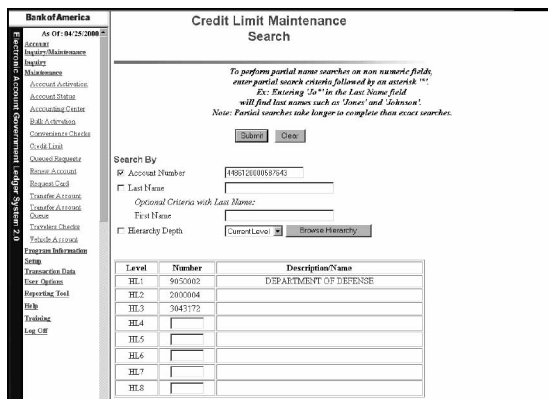 Bank of America
Electronic Account Government Ledger System 2.0
As Of : 04/25/2000
Account
Inquiry/Maintenance
Inquiry
Maintenance
Account Activation
Account Status
Accounting Center
Bulk Activation
Convenience Checks
Credit Limit
Queued Requests
Renew Account
Request Card
Transfer Account
Transfer Account
Queue
Travelers Checks
Vehicle Account
Program Information
Setup
Transaction Data
User Options
Reporting Tool
Help
Training
Log Off
Credit Limit Maintenance
Search
To perform partial name searches on non numeric fields,
enter partial search criteria followed by an asterisk '*'.
Ex: Entering 'Jo*' in the Last Name field
will find last names such as 'Jones' and 'Johnson'.
Note: Partial searches take longer to complete than exact searches.
Submit Clear
Search By
Account Number 4486120000587643
Last Name
Optional Criteria with Last Name:
First Name
Hierarchy Depth Current Level Browse Hierarchy
Level Number Description/Name
HL1 9050002 DEPARTMENT OF DEFENSE
HL2 2000004
HL3 3043172
HL4
HL5
HL6
HL7
HL8